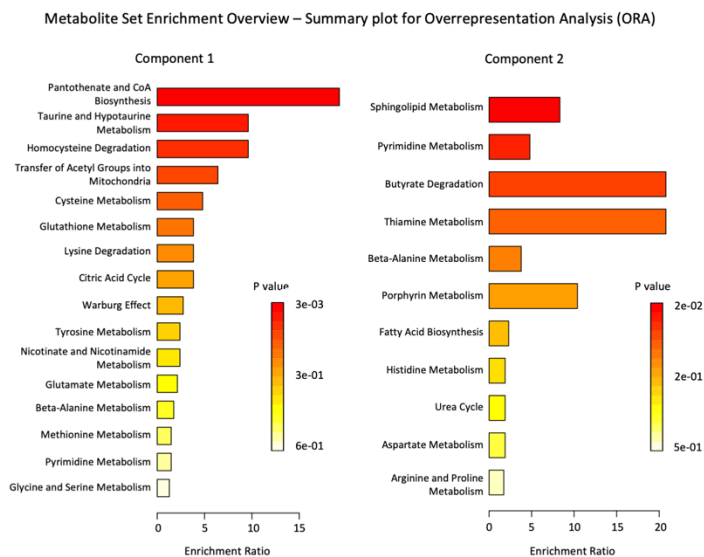 Metabolite Set Enrichment Overview – Summary plot for Overrepresentation Analysis (ORA)
Component 1
Pantothenate and CoA
Biosynthesis
Taurine and Hypotaurine
Metabolism
Homocysteine Degradation
Transfer of Acetyl Groups into
Mitochondria
Cysteine Metabolism
Glutathione Metabolism
Lysine Degradation
Citric Acid Cycle
Warburg Effect
Tyrosine Metabolism
Nicotinate and Nicotinamide
Metabolism
Glutamate Metabolism
Beta-Alanine Metabolism
Methionine Metabolism
Pyrimidine Metabolism
Glycine and Serine Metabolism
P value
3e-03
3e-01
6e-01
0 5 10 15
Enrichment Ratio
Component 2
Sphingolipid Metabolism
Pyrimidine Metabolism
Butyrate Degradation
Thiamine Metabolism
Beta-Alanine Metabolism
Porphyrin Metabolism
Fatty Acid Biosynthesis
Histidine Metabolism
Urea Cycle
Aspartate Metabolism
Arginine and Proline
Metabolism
P value
2e-02
2e-01
5e-01
0 5 10 15 20
Enrichment Ratio